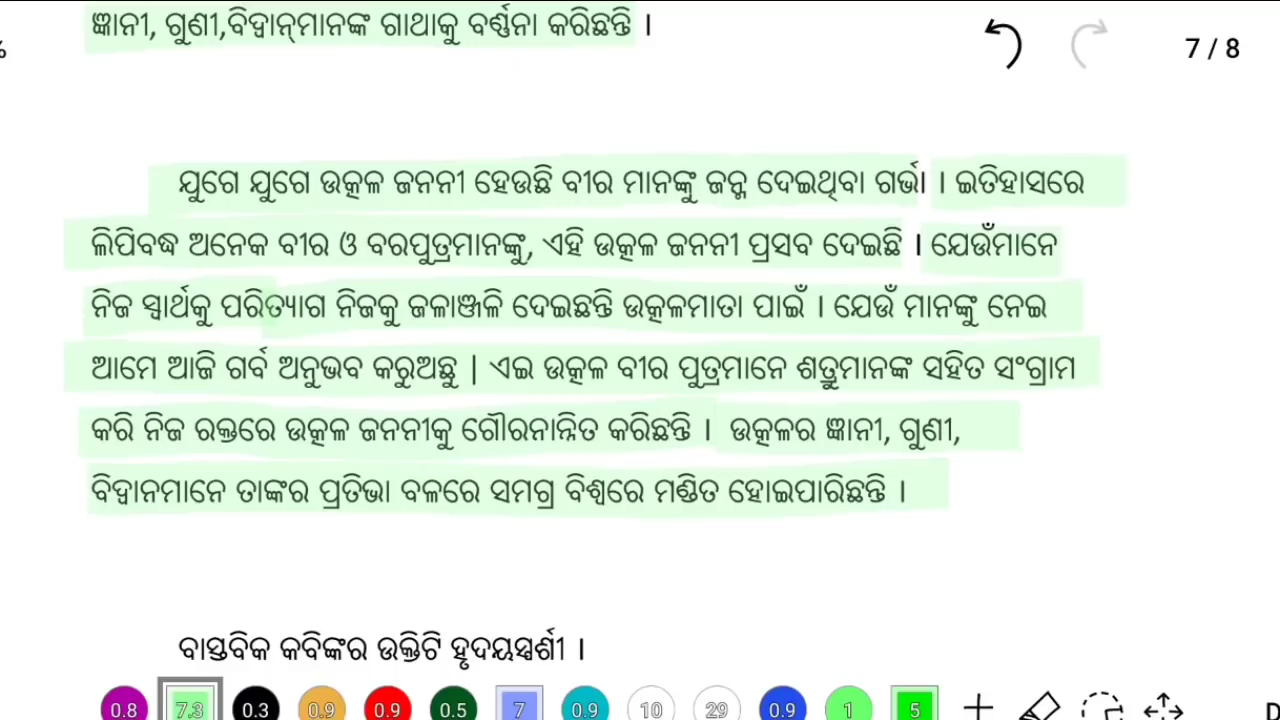 ଜ୍ଞାନୀ, ଗୁଣୀ,ବିଦ୍ବାନ୍‌ମାନଙ୍କ ଗାଥାକୁ ବର୍ଣ୍ଣନା କରିଛନ୍ତି ।
7 / 8
ଯୁଗେ ଯୁଗେ ଉତ୍କଳ ଜନନୀ ହେଉଛି ବୀର ମାନଙ୍କୁ ଜନ୍ମ ଦେଇଥିବା ଗର୍ଭା । ଇତିହାସରେ
ଲିପିବଦ୍ଧ ଅନେକ ବୀର ଓ ବରପୁତ୍ରମାନଙ୍କୁ, ଏହି ଉତ୍କଳ ଜନନୀ ପ୍ରସବ ଦେଇଛି । ଯେଉଁମାନେ
ନିଜ ସ୍ୱାର୍ଥକୁ ପରିତ୍ୟାଗ ନିଜକୁ ଜଳାଞ୍ଜଳି ଦେଇଛନ୍ତି ଉତ୍କଳମାତା ପାଇଁ । ଯେଉଁ ମାନଙ୍କୁ ନେଇ
ଆମେ ଆଜି ଗର୍ବ ଅନୁଭବ କରୁଅଛୁ | ଏଇ ଉତ୍କଳ ବୀର ପୁତ୍ରମାନେ ଶତ୍ରୁମାନଙ୍କ ସହିତ ସଂଗ୍ରାମ
କରି ନିଜ ରକ୍ତରେ ଉତ୍କଳ ଜନନୀକୁ ଗୌରନାନ୍ଵିତ କରିଛନ୍ତି । ଉତ୍କଳର ଜ୍ଞାନୀ, ଗୁଣୀ,
ବିଦ୍ୱାନମାନେ ତାଙ୍କର ପ୍ରତିଭା ବଳରେ ସମଗ୍ର ବିଶ୍ୱରେ ମଣ୍ଡିତ ହୋଇପାରିଛନ୍ତି ।
ବାସ୍ତବିକ କବିଙ୍କର ଉକ୍ତିଟି ହୃଦୟସ୍ପର୍ଶୀ ।
0.8 7.3 0.3 0.9 0.9 0.5 7 0.9 10 29 0.9 1 5